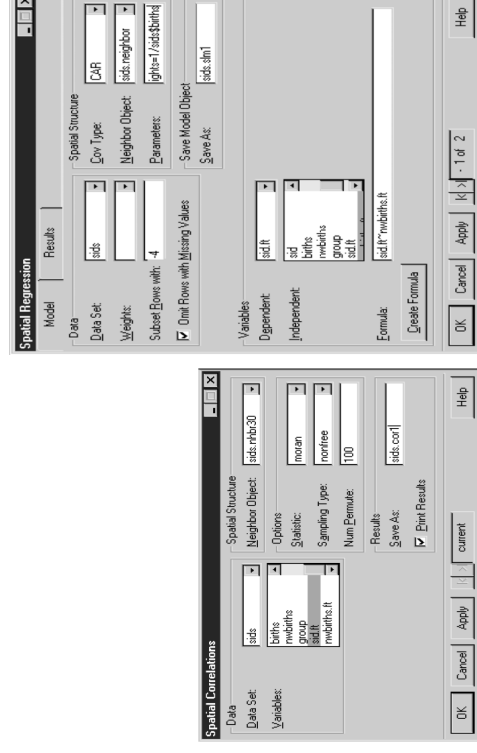 Spatial Correlations
Data
Data Set:
sids
Variables:
births
nwbirths
group
sid.ft
nwbirths.ft
Spatial Structure
Neighbor Object:
sids.nhbr30
Options
Statistic:
moran
Sampling Type:
nonfree
Num Permute:
100
Results
Save As:
sids.cor1
Print Results
OK
Cancel
Apply
current
Help
Spatial Regression
Model
Results
Data
Data Set:
sids
Weights:
Subset Rows with:
-4
Omit Rows with Missing Values
Spatial Structure
Cov Type:
CAR
Neighbor Object:
sids.neighbor
Parameters:
ights=1/sids$births
Save Model Object
Save As:
sids.slm1
Variables
Dependent:
sid.ft
Independent:
sid
births
nwbirths
group
sid.ft
Formula:
sid.ft~nwbirths.ft
Create Formula
OK
Cancel
Apply
- 1 of 2
Help